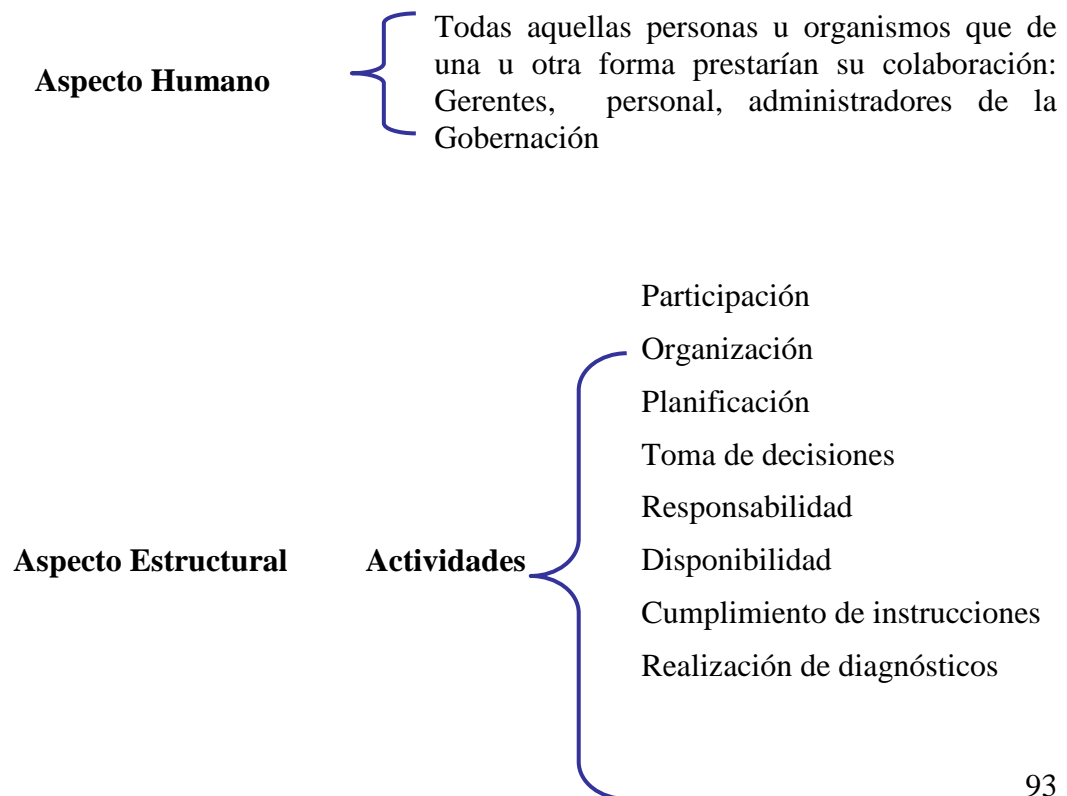 Todas aquellas personas u organismos que de
Aspecto Humano
una u otra forma prestarían su colaboración:
Gerentes, personal, administradores de la
Gobernación
Participación
Organización
Planificación
Toma de decisiones
Responsabilidad
Aspecto Estructural Actividades
Disponibilidad
Cumplimiento de instrucciones
Realización de diagnósticos
93